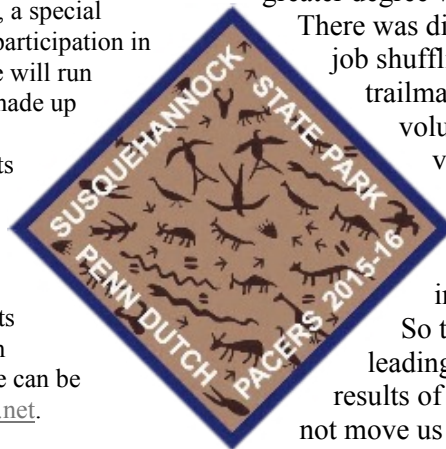 , a special
participation in
e will run
made up
ts
ts
e can be
.net.
SUSQUEHANNOCK
STATE PARK
PENN DUTCH
PACERS 2015-16
greater degree
There was di
job shuffl
trailma
volu
v
in
So t
leading
results of
not move us